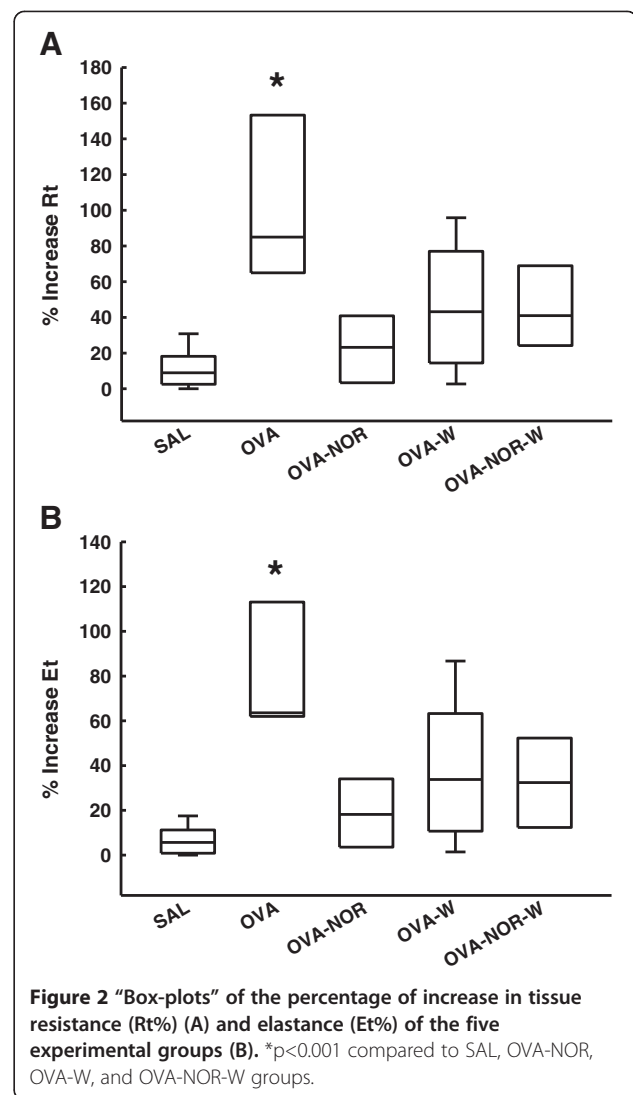 A
180
160
140
120
100
80
60
40
20
0
% Increase Rt
*
SAL
OVA
OVA-NOR
OVA-W
OVA-NOR-W
B
140
120
100
80
60
40
20
0
% Increase Et
*
SAL
OVA
OVA-NOR
OVA-W
OVA-NOR-W
Figure 2 “Box-plots” of the percentage of increase in tissue
resistance (Rt%) (A) and elastance (Et%) of the five
experimental groups (B). *p<0.001 compared to SAL, OVA-NOR,
OVA-W, and OVA-NOR-W groups.